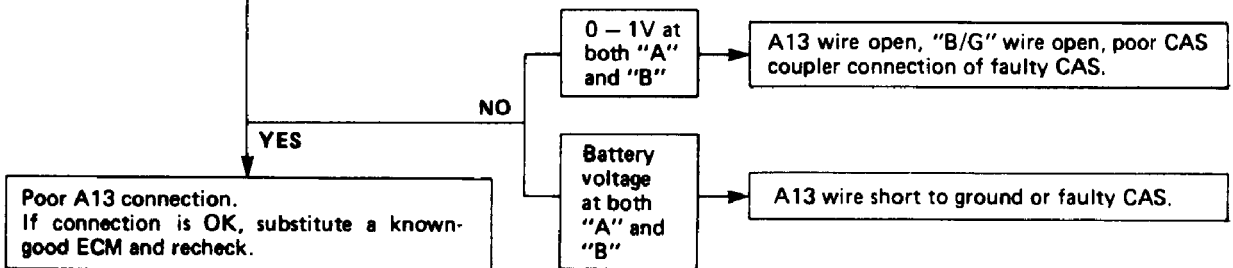 0 – 1V at
both "A"
and "B"
A13 wire open, "B/G" wire open, poor CAS
coupler connection of faulty CAS.
NO
YES
Battery
voltage
at both
"A" and
"B"
A13 wire short to ground or faulty CAS.
Poor A13 connection.
If connection is OK, substitute a known-
good ECM and recheck.